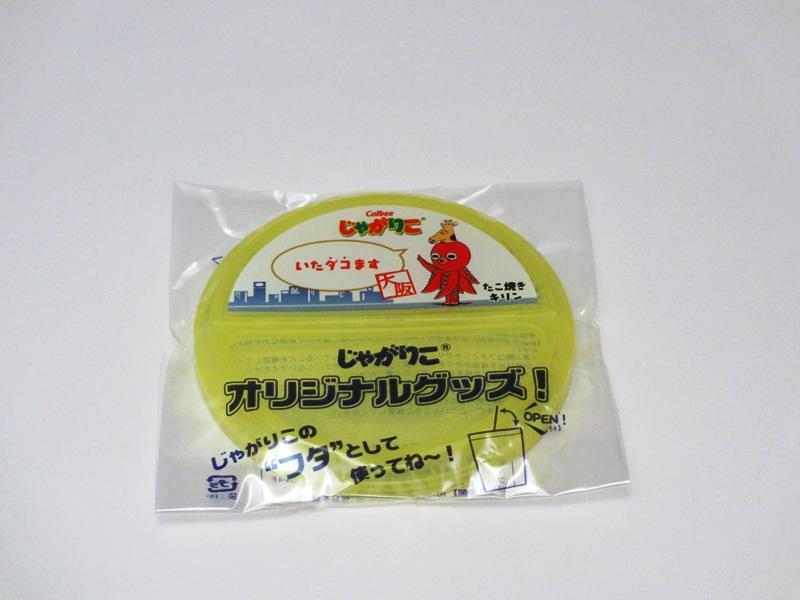 Calbee
じゃがりこ®
いたダコます
大阪
たこ焼き
キリン
じゃがりこ®
オリジナルグッズ!
OPEN!
じゃがりこの
"フタ"として
使ってね〜!
プラ